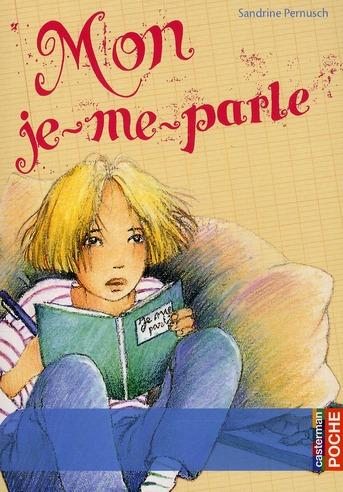 Sandrine Pernusch
Mon
je-me-parle
je me
parle
casterman
POCHE